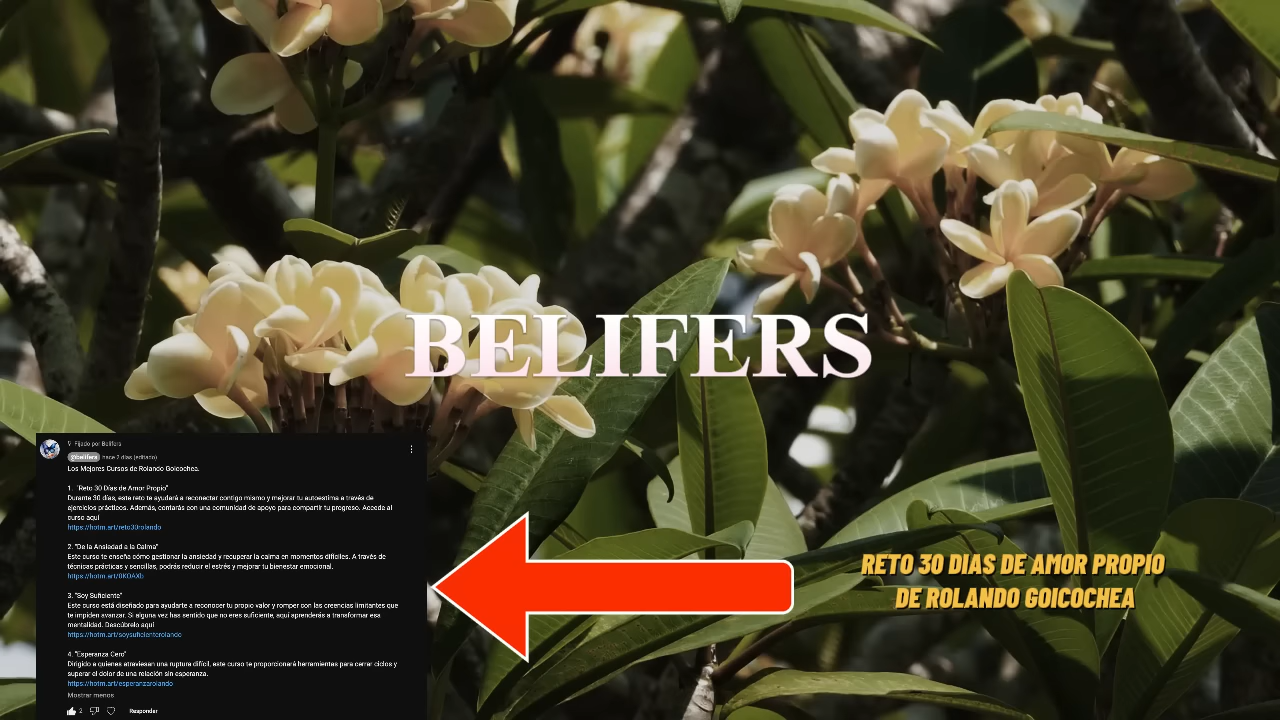 BELIFERS
Fijado por Belifers
@belifers hace 2 días (editado)
Los Mejores Cursos de Rolando Goicochea.
1. "Reto 30 Días de Amor Propio"
Durante 30 días, este reto te ayudará a reconectar contigo mismo y mejorar tu autoestima a través de
ejercicios prácticos. Además, contarás con una comunidad de apoyo para compartir tu progreso. Accede al
curso aquí
https://hotm.art/reto30rolando
2. "De la Ansiedad a la Calma"
Este curso te enseña cómo gestionar la ansiedad y recuperar la calma en momentos difíciles. A través de
técnicas prácticas y sencillas, podrás reducir el estrés y mejorar tu bienestar emocional.
https://hotm.art/0KOAXb
3. "Soy Suficiente"
Este curso está diseñado para ayudarte a reconocer tu propio valor y romper con las creencias limitantes que
te impiden avanzar. Si alguna vez has sentido que no eres suficiente, aquí aprenderás a transformar esa
mentalidad. Descúbrelo aquí
https://hotm.art/soysuficienterolando
4. "Esperanza Cero"
Dirigido a quienes atraviesan una ruptura difícil, este curso te proporcionará herramientas para cerrar ciclos y
superar el dolor de una relación sin esperanza.
https://hotm.art/esperanzarolando
Mostrar menos
2 Responder
RETO 30 DIAS DE AMOR PROPIO
DE ROLANDO GOICOCHEA